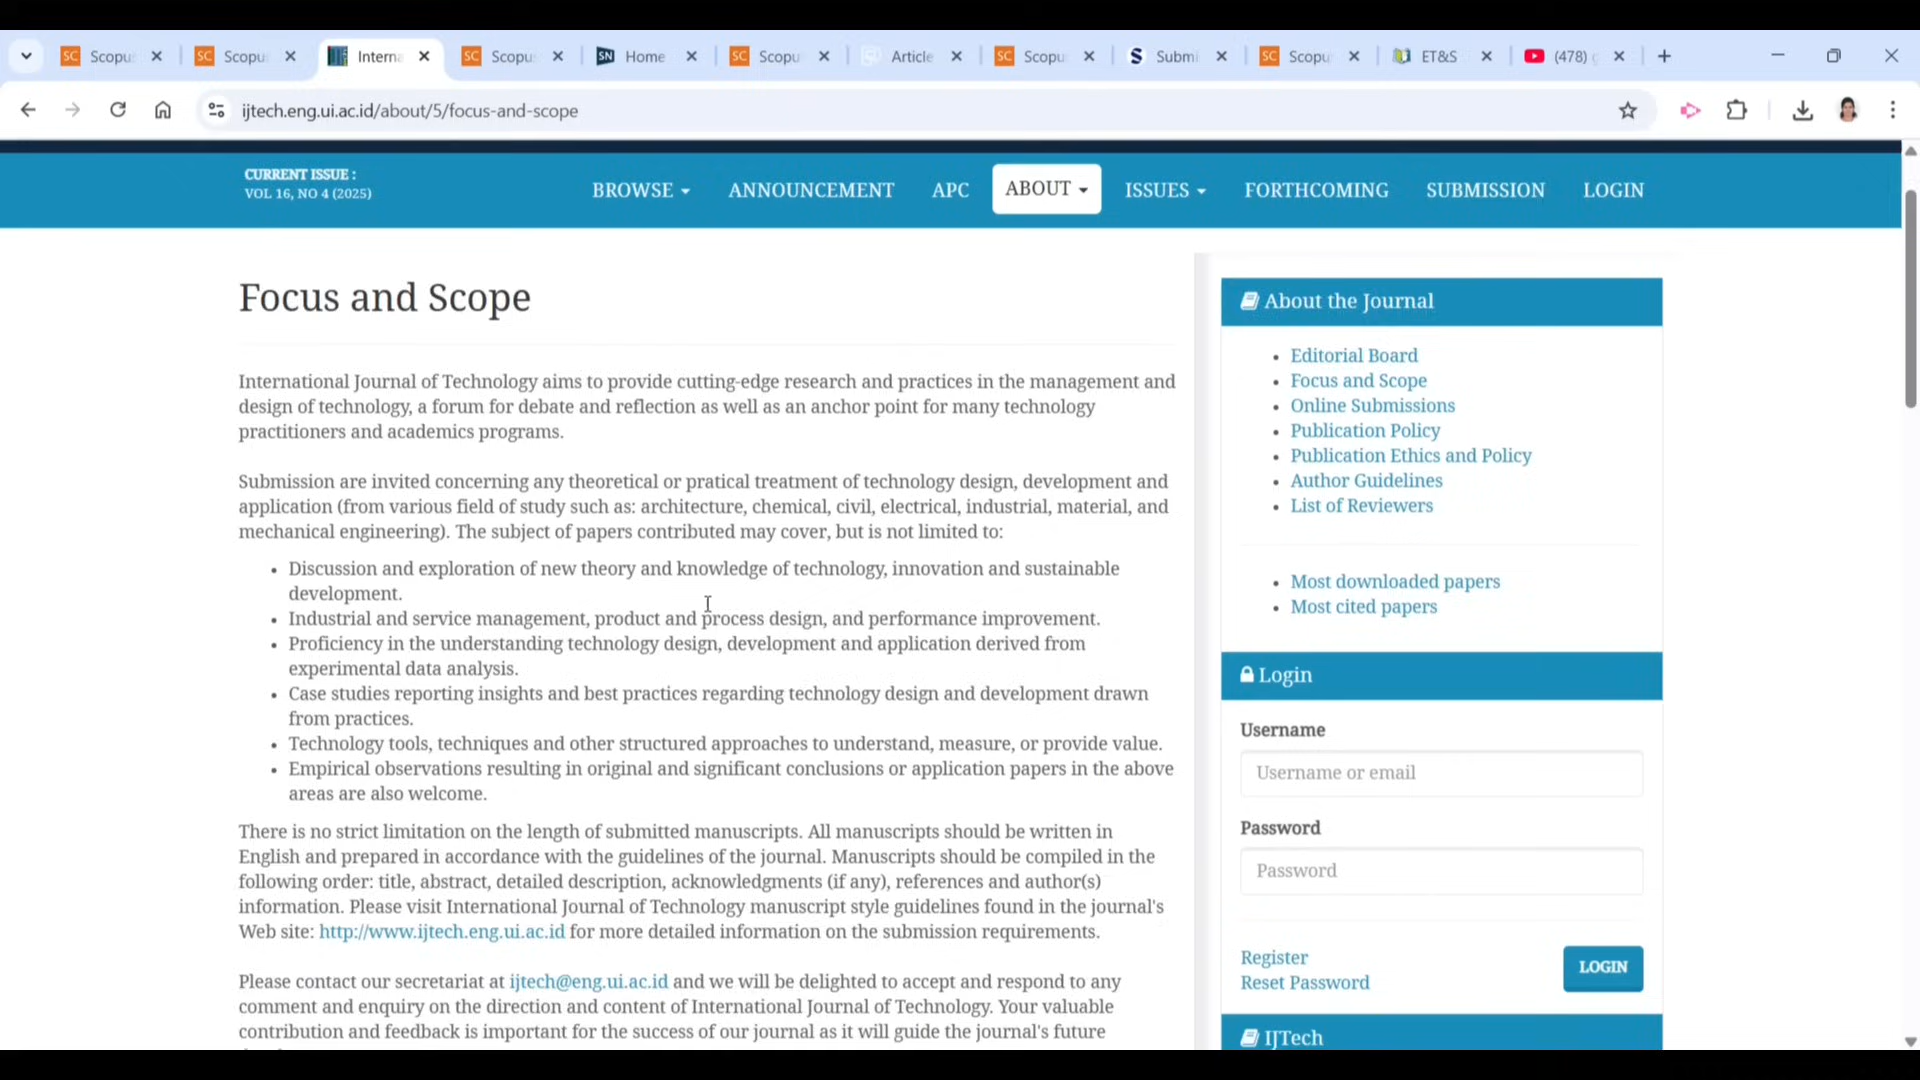 Scopus
Scopus
Interna
Scopus
Home
Scopu
Article
Scopus
Submi
Scopu
ET&S
(478)
ijtech.eng.ui.ac.id/about/5/focus-and-scope
CURRENT ISSUE :
VOL 16, NO 4 (2025)
BROWSE
ANNOUNCEMENT
APC
ABOUT
ISSUES
FORTHCOMING
SUBMISSION
LOGIN
Focus and Scope
International Journal of Technology aims to provide cutting-edge research and practices in the management and
design of technology, a forum for debate and reflection as well as an anchor point for many technology
practitioners and academics programs.
Submission are invited concerning any theoretical or pratical treatment of technology design, development and
application (from various field of study such as: architecture, chemical, civil, electrical, industrial, material, and
mechanical engineering). The subject of papers contributed may cover, but is not limited to:
Discussion and exploration of new theory and knowledge of technology, innovation and sustainable
development.
Industrial and service management, product and process design, and performance improvement.
Proficiency in the understanding technology design, development and application derived from
experimental data analysis.
Case studies reporting insights and best practices regarding technology design and development drawn
from practices.
Technology tools, techniques and other structured approaches to understand, measure, or provide value.
Empirical observations resulting in original and significant conclusions or application papers in the above
areas are also welcome.
There is no strict limitation on the length of submitted manuscripts. All manuscripts should be written in
English and prepared in accordance with the guidelines of the journal. Manuscripts should be compiled in the
following order: title, abstract, detailed description, acknowledgments (if any), references and author(s)
information. Please visit International Journal of Technology manuscript style guidelines found in the journal's
Web site: http://www.ijtech.eng.ui.ac.id for more detailed information on the submission requirements.
Please contact our secretariat at ijtech@eng.ui.ac.id and we will be delighted to accept and respond to any
comment and enquiry on the direction and content of International Journal of Technology. Your valuable
contribution and feedback is important for the success of our journal as it will guide the journal's future
About the Journal
Editorial Board
Focus and Scope
Online Submissions
Publication Policy
Publication Ethics and Policy
Author Guidelines
List of Reviewers
Most downloaded papers
Most cited papers
Login
Username
Username or email
Password
Password
Register
Reset Password
LOGIN
IJTech